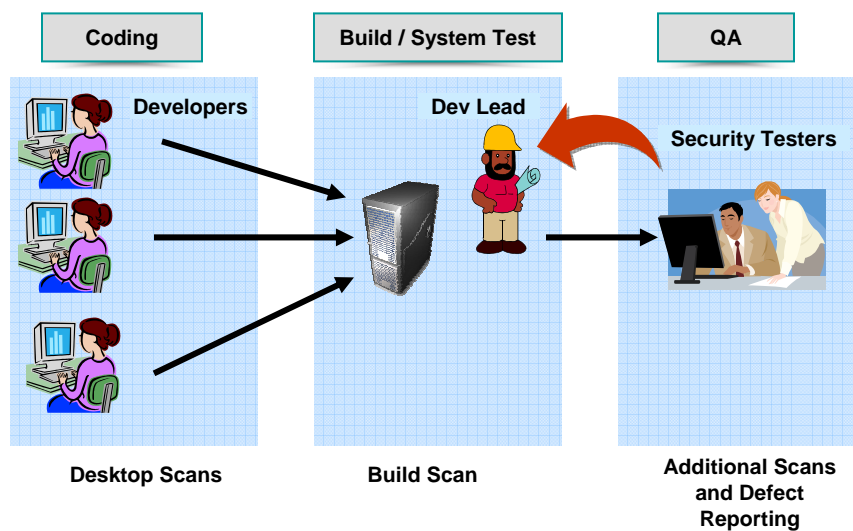 Coding
Build / System Test
QA
Developers
Dev Lead
Security Testers
Desktop Scans
Build Scan
Additional Scans
and Defect
Reporting